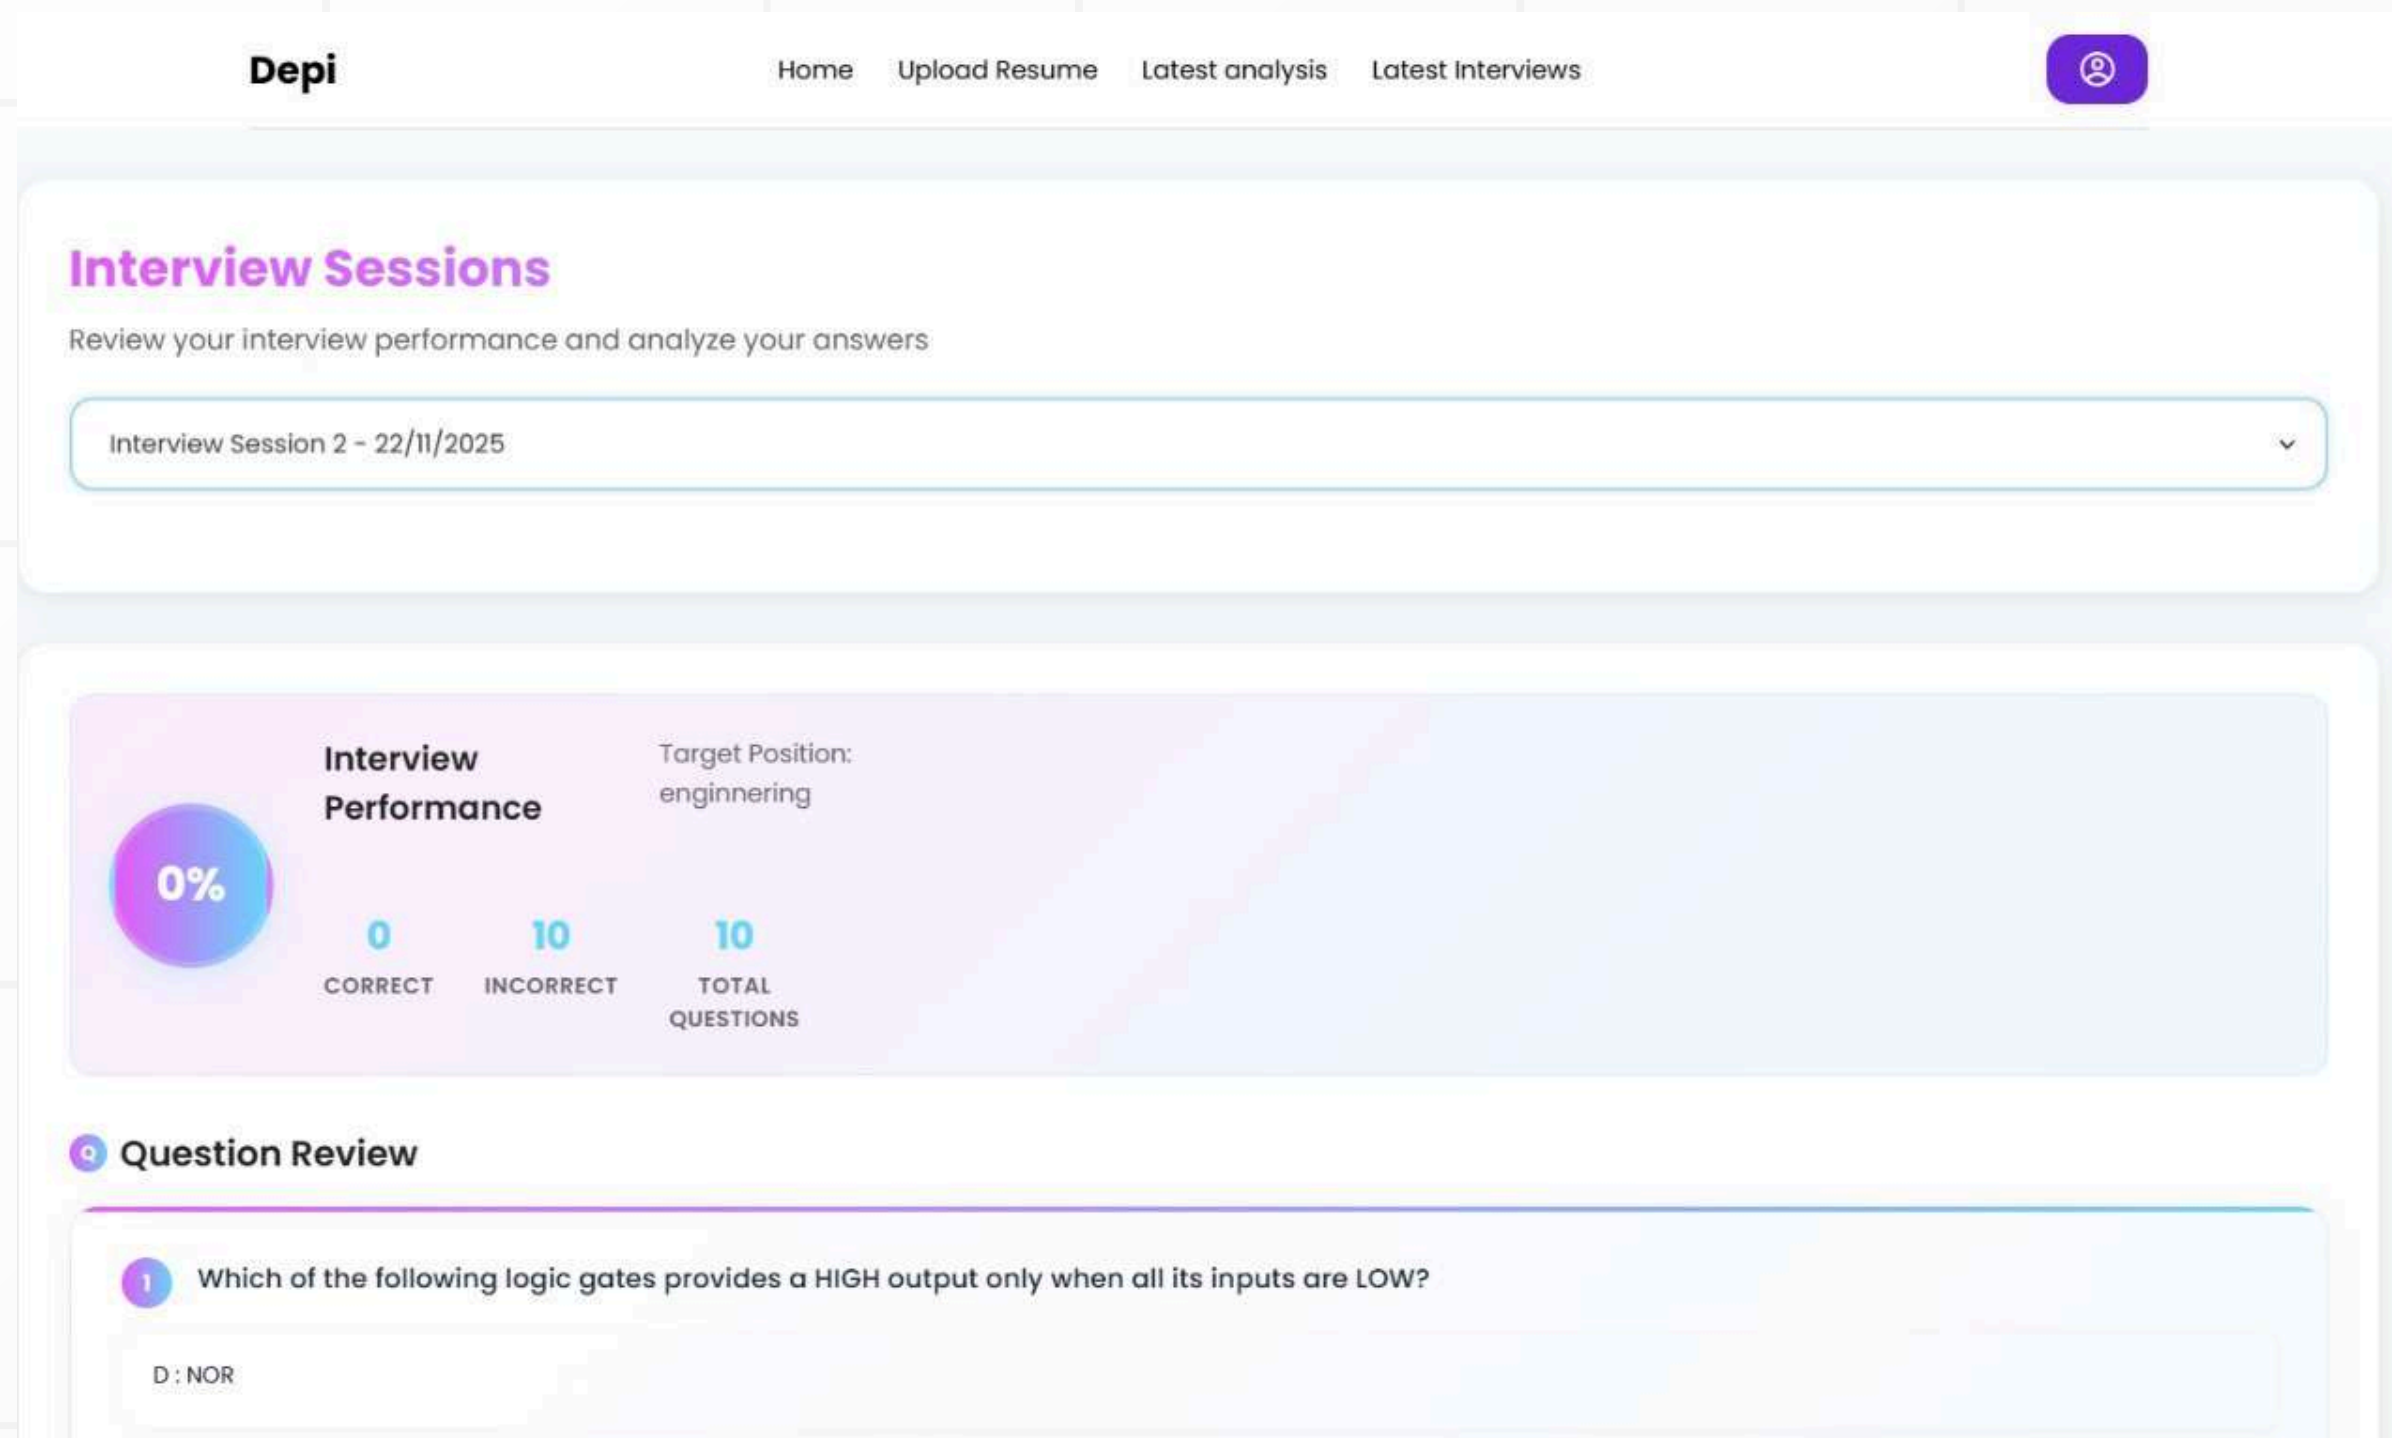 Depi
Home Upload Resume Latest analysis Latest Interviews
Interview Sessions
Review your interview performance and analyze your answers
Interview Session 2 - 22/11/2025
Interview
Performance
Target Position:
enginnering
0%
0
CORRECT
10
INCORRECT
10
TOTAL
QUESTIONS
Q Question Review
1 Which of the following logic gates provides a HIGH output only when all its inputs are LOW?
D : NOR